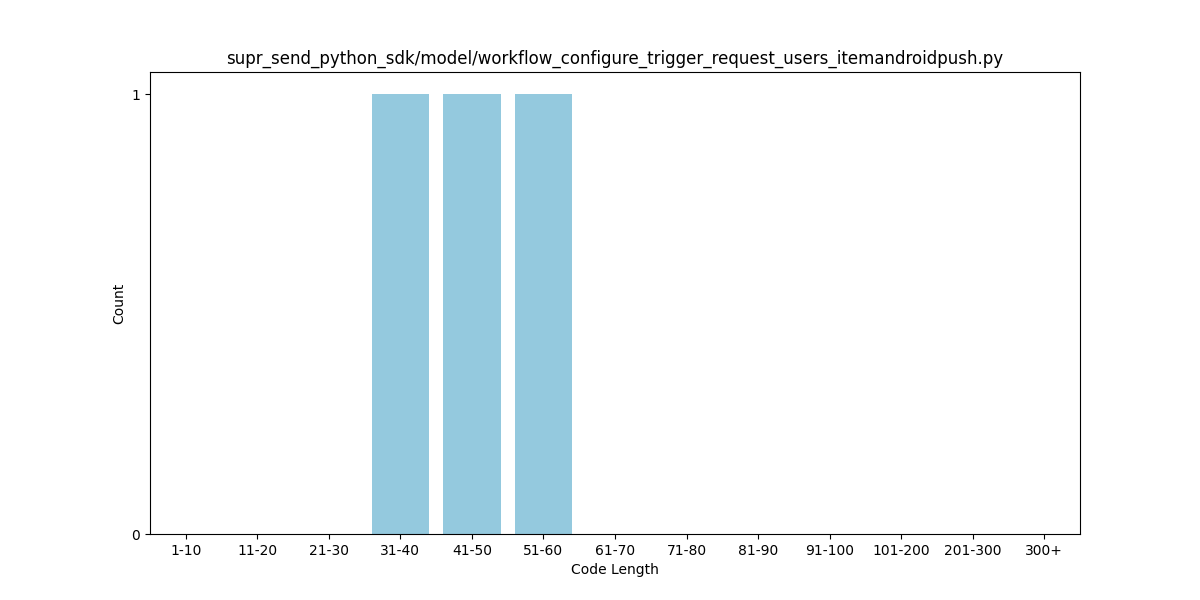 supr_send_python_sdk/model/workflow_configure_trigger_request_users_itemandroidpush.py
1
Count
0
1-10 11-20 21-30 31-40 41-50 51-60 61-70 71-80 81-90 91-100 101-200 201-300 300+
Code Length